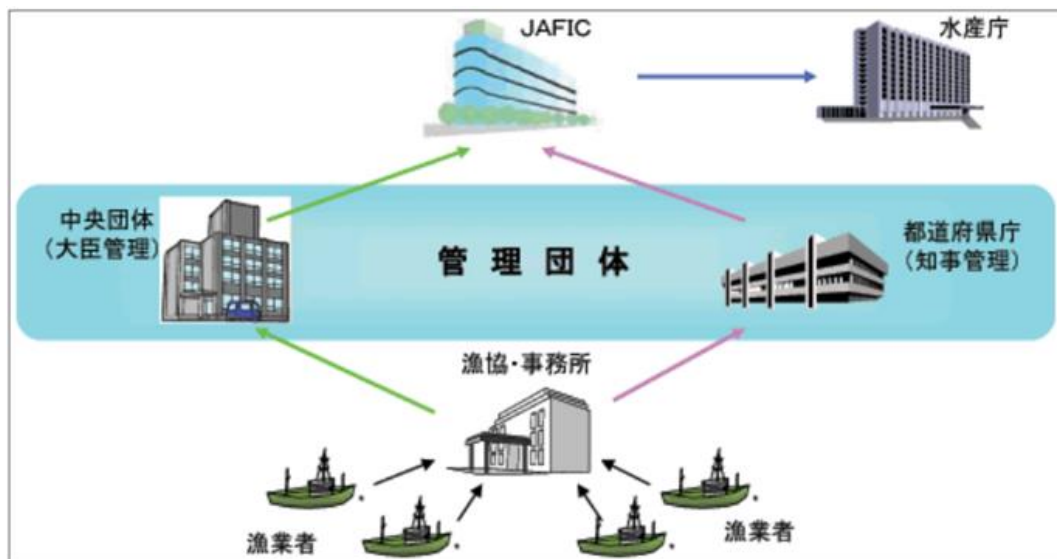 JAFIC
水産庁
中央団体
（大臣管理）
管理団体
都道府県庁
（知事管理）
漁協・事務所
漁業者
漁業者